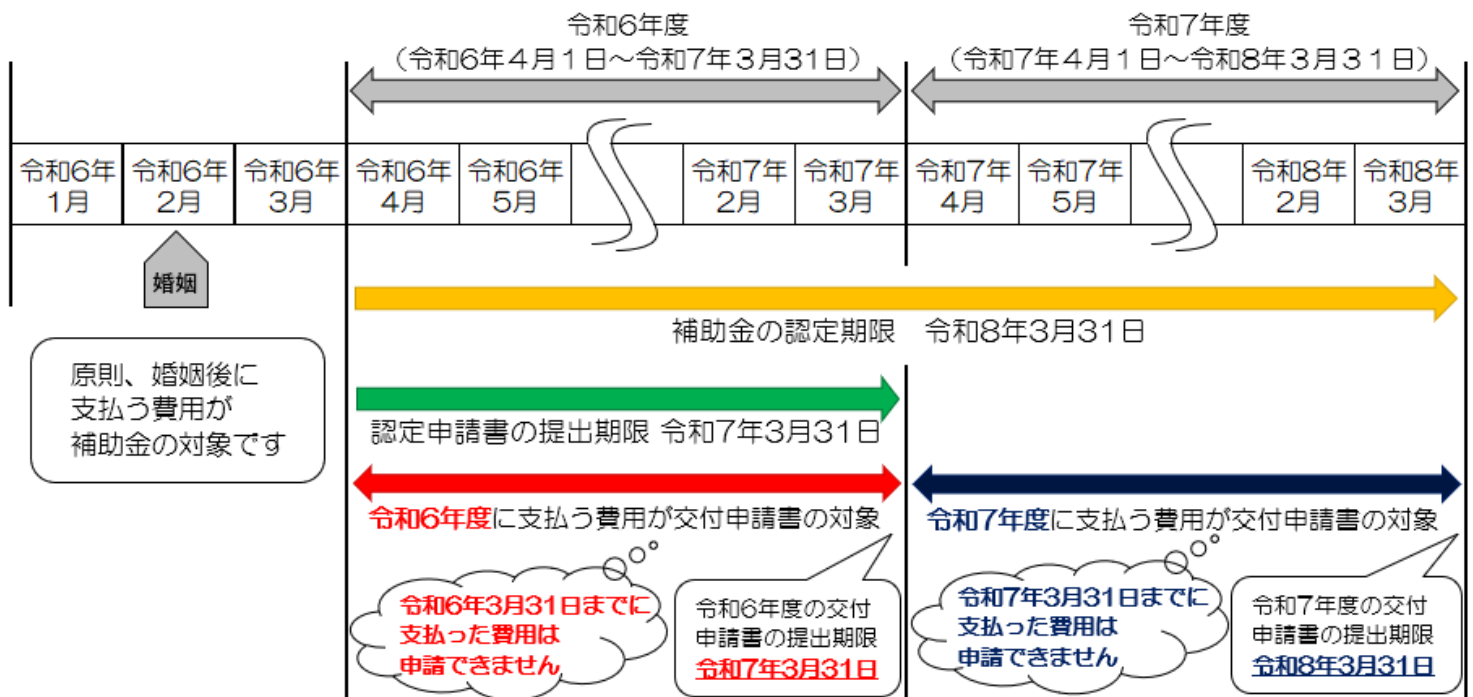 令和6年度
（令和6年４月１日～令和7年３月31日）
令和7年度
（令和7年４月１日～令和8年３月３１日）
令和6年
1月
令和6年
2月
令和6年
3月
令和6年
4月
令和6年
5月
令和7年
2月
令和7年
3月
令和7年
4月
令和7年
5月
令和8年
2月
令和8年
3月
婚姻
原則、婚姻後に
支払う費用が
補助金の対象です
補助金の認定期限　令和8年3月31日
認定申請書の提出期限 令和7年3月31日
令和6年度に支払う費用が交付申請書の対象
令和7年度に支払う費用が交付申請書の対象
令和6年3月31日までに
支払った費用は
申請できません
令和6年度の交付
申請書の提出期限
令和7年3月31日
令和7年3月31日までに
支払った費用は
申請できません
令和7年度の交付
申請書の提出期限
令和8年3月31日